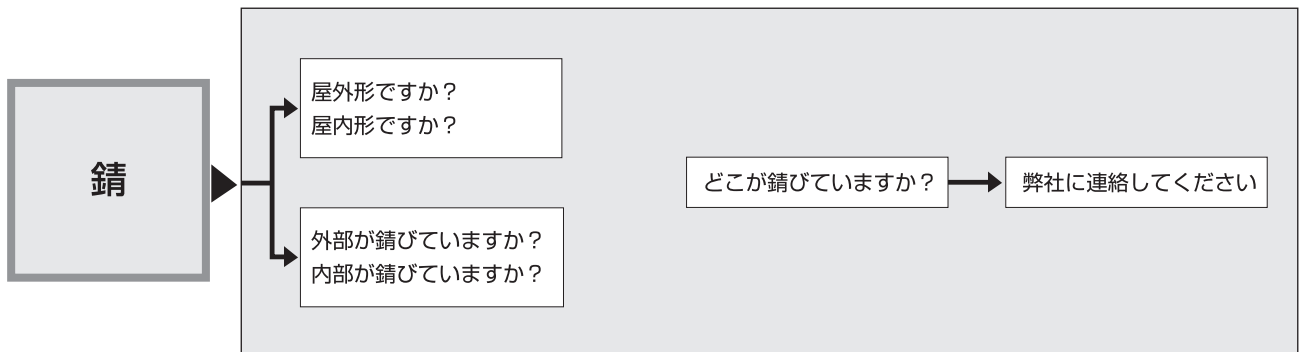 錆
屋外形ですか？
屋内形ですか？
外部が錆びていますか？
内部が錆びていますか？
どこが錆びていますか？
弊社に連絡してください